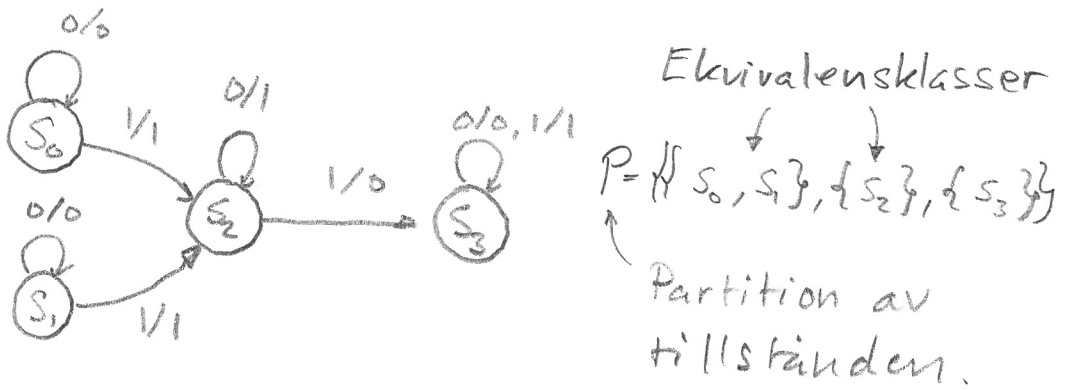 0/0
S0
1/1
0/1
0/0, 1/1
S2
1/0
S3
0/0
S1
1/1
Ekvivalensklasser
P={{ S0, S1}, {S2}, { S3}}
Partition av
tillstånden.